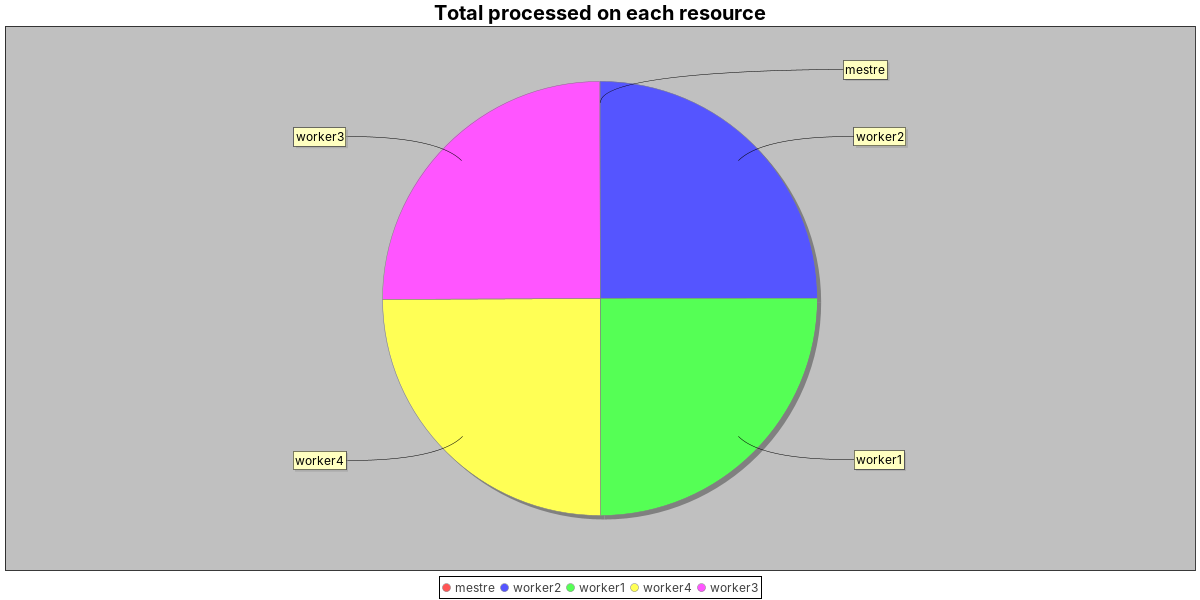 Total processed on each resource
mestre
worker3
worker2
worker4
worker1
mestre worker2 worker1 worker4 worker3